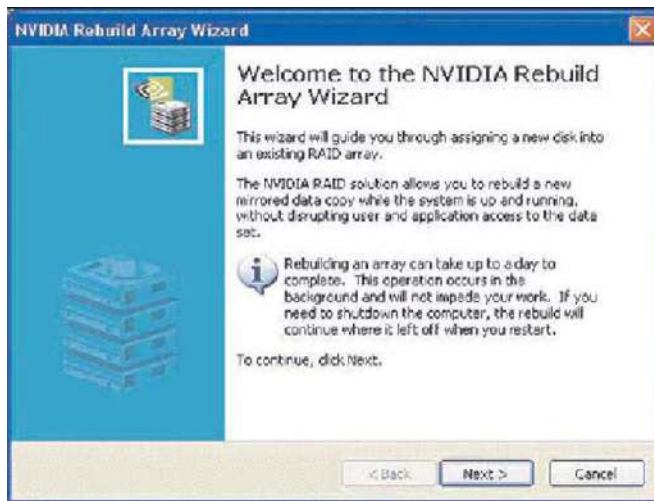 NVIDIA Rebuild Array Wizard
Welcome to the NVIDIA Rebuild
Array Wizard
This wizard will guide you through assigning a new disk into
an existing RAID array.
The NVIDIA RAID solution allows you to rebuild a new
mirrored data copy while the system is up and running,
without disrupting user and application access to the data
set.
Rebuilding an array can take up to a day to
complete. This operation occurs in the
background and will not impede your work. If you
need to shutdown the computer, the rebuild will
continue where it left off when you restart.
To continue, click Next.
< Back
Next >
Cancel